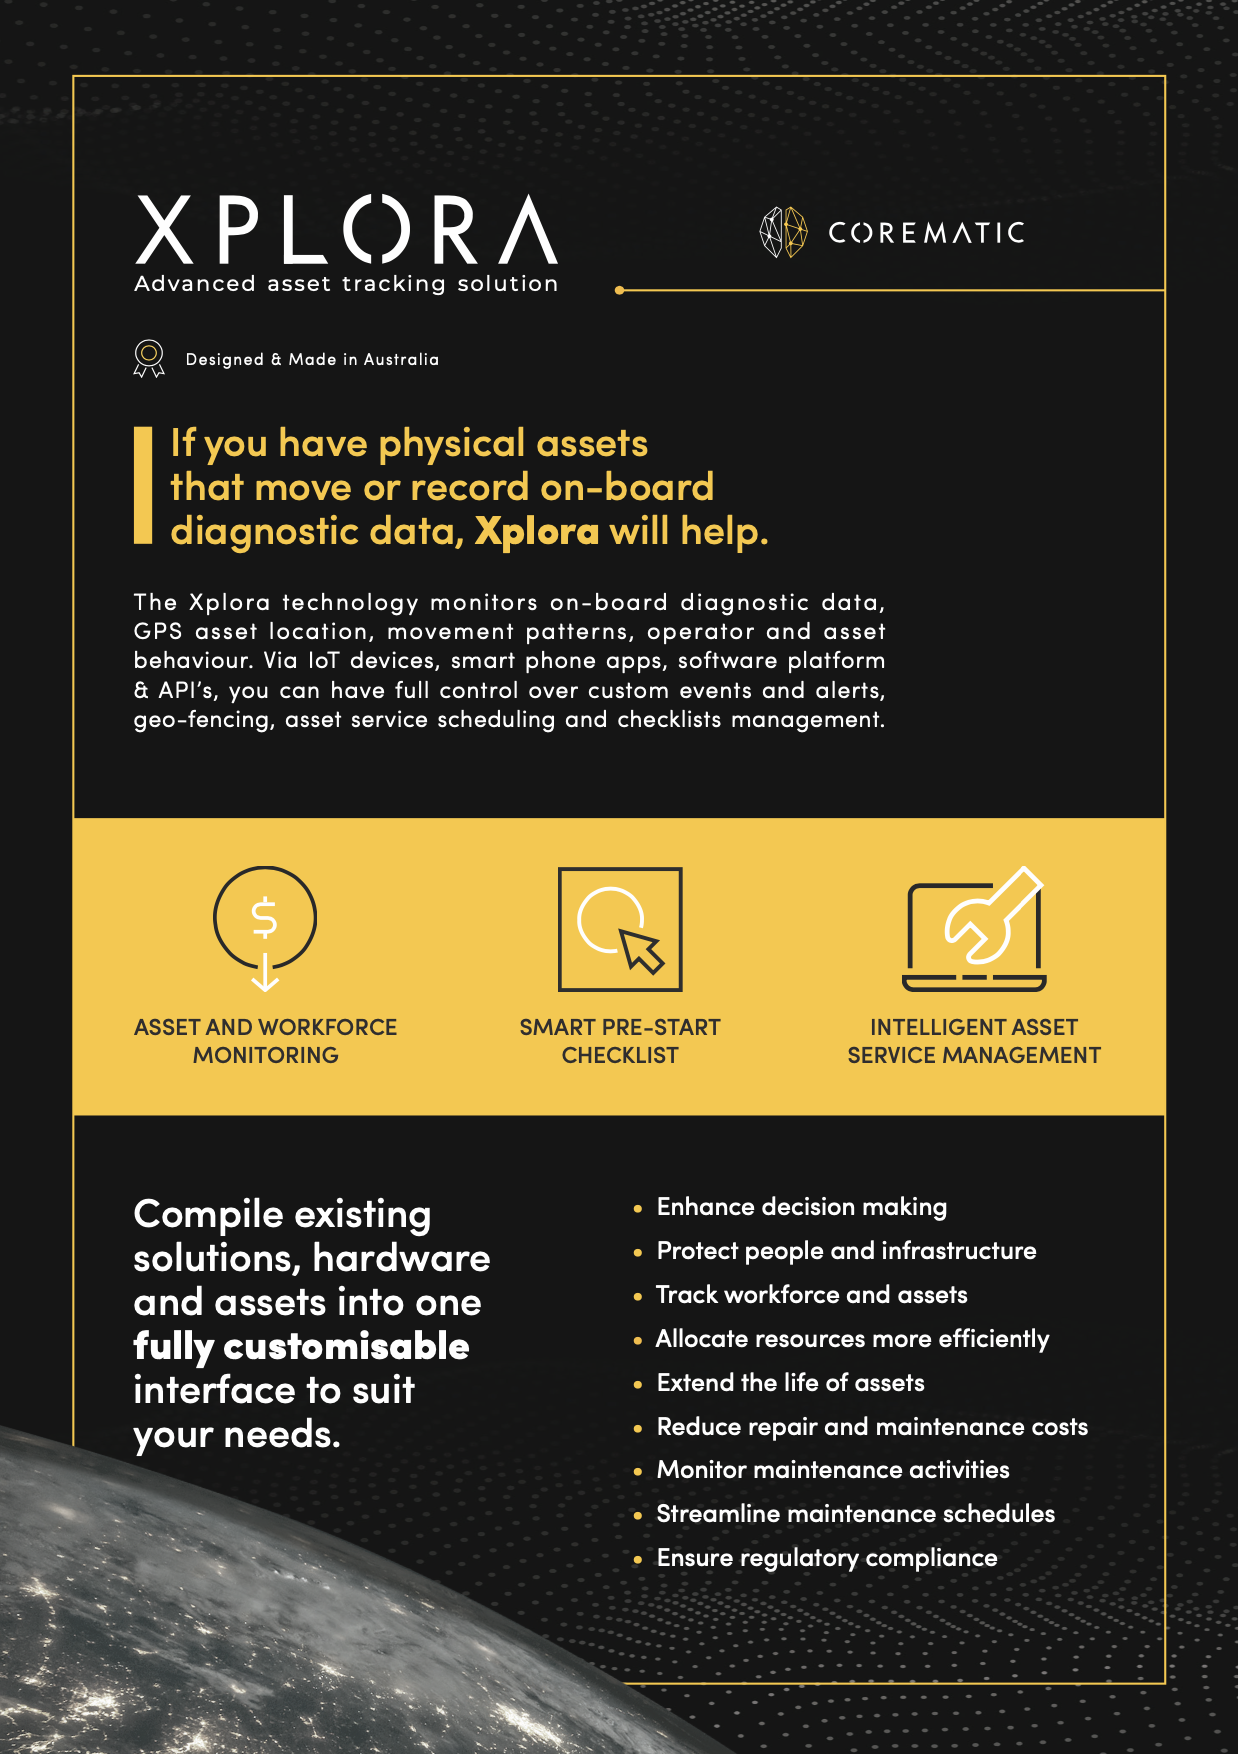 XPLORA
Advanced asset tracking solution
COREMATIC
Designed & Made in Australia
If you have physical assets
that move or record on-board
diagnostic data, Xplora will help.
The Xplora technology monitors on-board diagnostic data,
GPS asset location, movement patterns, operator and asset
behaviour. Via IoT devices, smart phone apps, software platform
& API's, you can have full control over custom events and alerts,
geo-fencing, asset service scheduling and checklists management.
$
ASSET AND WORKFORCE
MONITORING
SMART PRE-START
CHECKLIST
INTELLIGENT ASSET
SERVICE MANAGEMENT
Compile existing
solutions, hardware
and assets into one
fully customisable
interface to suit
your needs.
• Enhance decision making
• Protect people and infrastructure
• Track workforce and assets
• Allocate resources more efficiently
• Extend the life of assets
• Reduce repair and maintenance costs
• Monitor maintenance activities
• Streamline maintenance schedules
• Ensure regulatory compliance